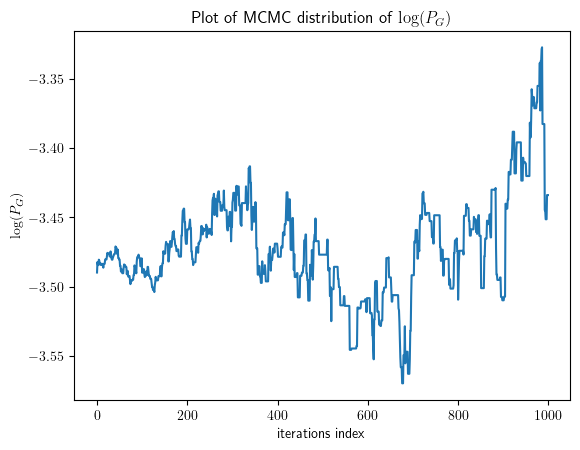 Plot of MCMC distribution of log(P_G)
−3.35
−3.40
−3.45
−3.50
−3.55
log(P_G)
0 200 400 600 800 1000
iterations index